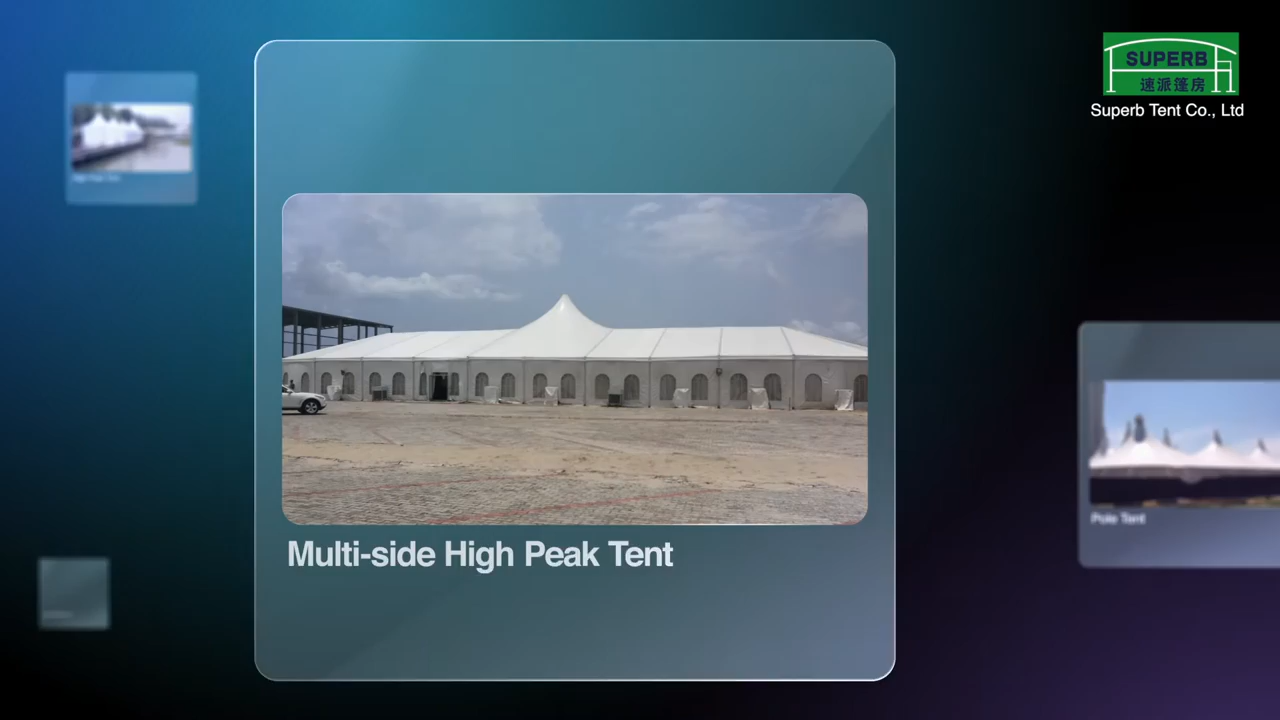 SUPERB
速派篷房
Superb Tent Co., Ltd
Multi-side High Peak Tent
Pole Tent